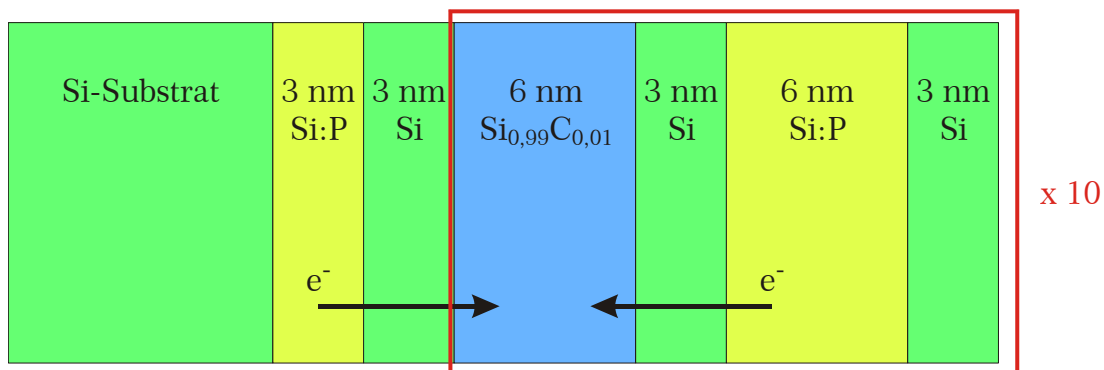 Si-Substrat
3 nm
Si:P
3 nm
Si
6 nm
Si0,99C0,01
3 nm
Si
6 nm
Si:P
3 nm
Si
x 10
e-
e-